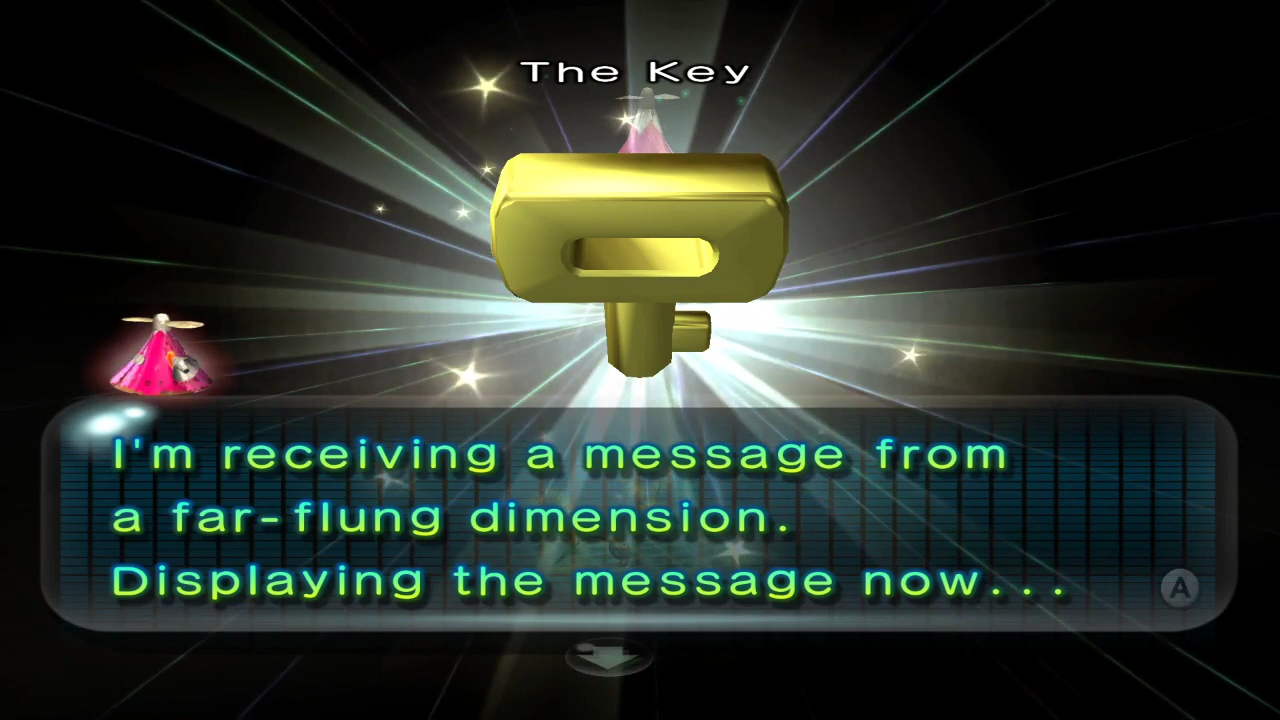 The Key
I'm receiving a message from
a far-flung dimension.
Displaying the message now...
A